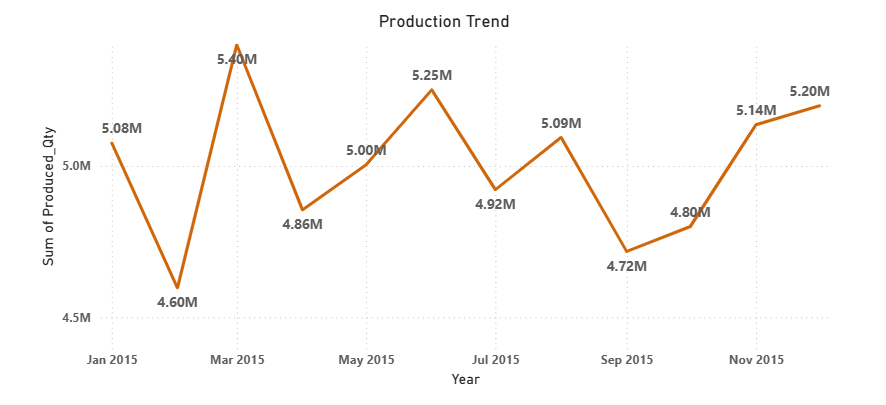 Production Trend
Sum of Produced_Qty
5.0M
4.5M
5.08M
4.60M
5.40M
4.86M
5.00M
5.25M
4.92M
5.09M
4.72M
4.80M
5.14M
5.20M
Jan 2015
Mar 2015
May 2015
Jul 2015
Sep 2015
Nov 2015
Year